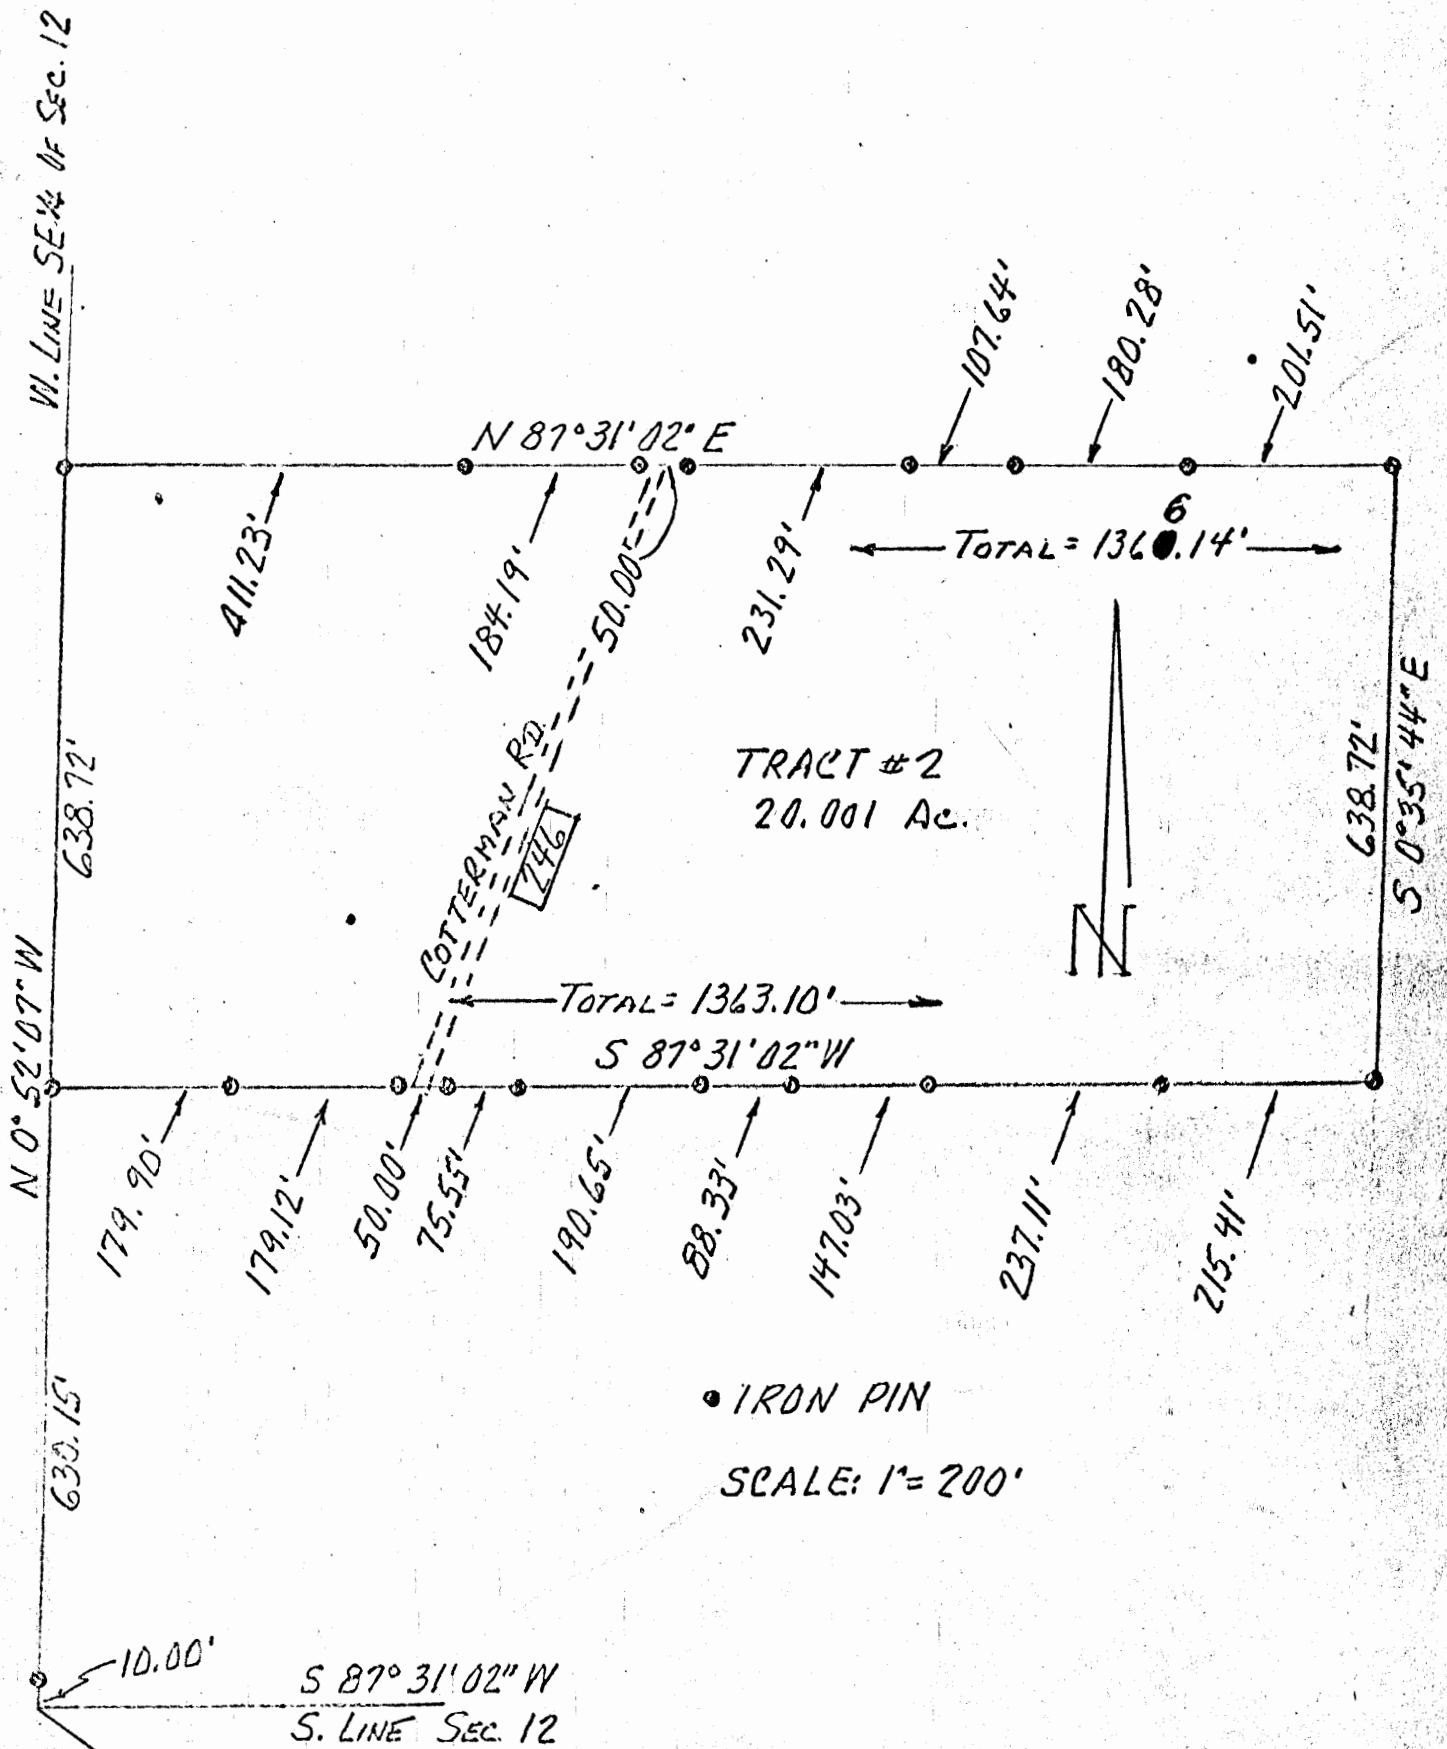 W. LINE SE¼ OF SEC. 12
107.64'
180.28'
201.51'
N 87°31'02" E
411.23'
184.19'
50.00'
231.29'
6
TOTAL = 1360.14'
638.72'
COTTERMAN RD.
246
TRACT #2
20.001 Ac.
N
638.72'
S 0°35'44" E
N 0°52'07" W
TOTAL = 1363.10'
S 87°31'02" W
179.90'
179.12'
50.00'
75.55'
190.65'
88.33'
147.03'
237.11'
215.41'
630.15'
IRON PIN
SCALE: 1" = 200'
10.00'
S 87°31'02" W
S. LINE SEC. 12